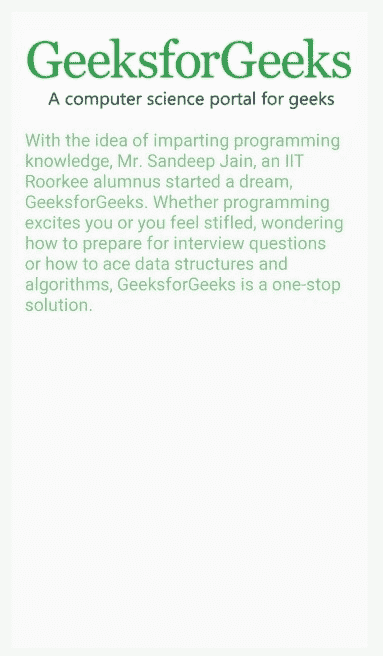 GeeksforGeeks
A computer science portal for geeks
With the idea of imparting programming
knowledge, Mr. Sandeep Jain, an IIT
Roorkee alumnus started a dream,
GeeksforGeeks. Whether programming
excites you or you feel stifled, wondering
how to prepare for interview questions
or how to ace data structures and
algorithms, GeeksforGeeks is a one-stop
solution.